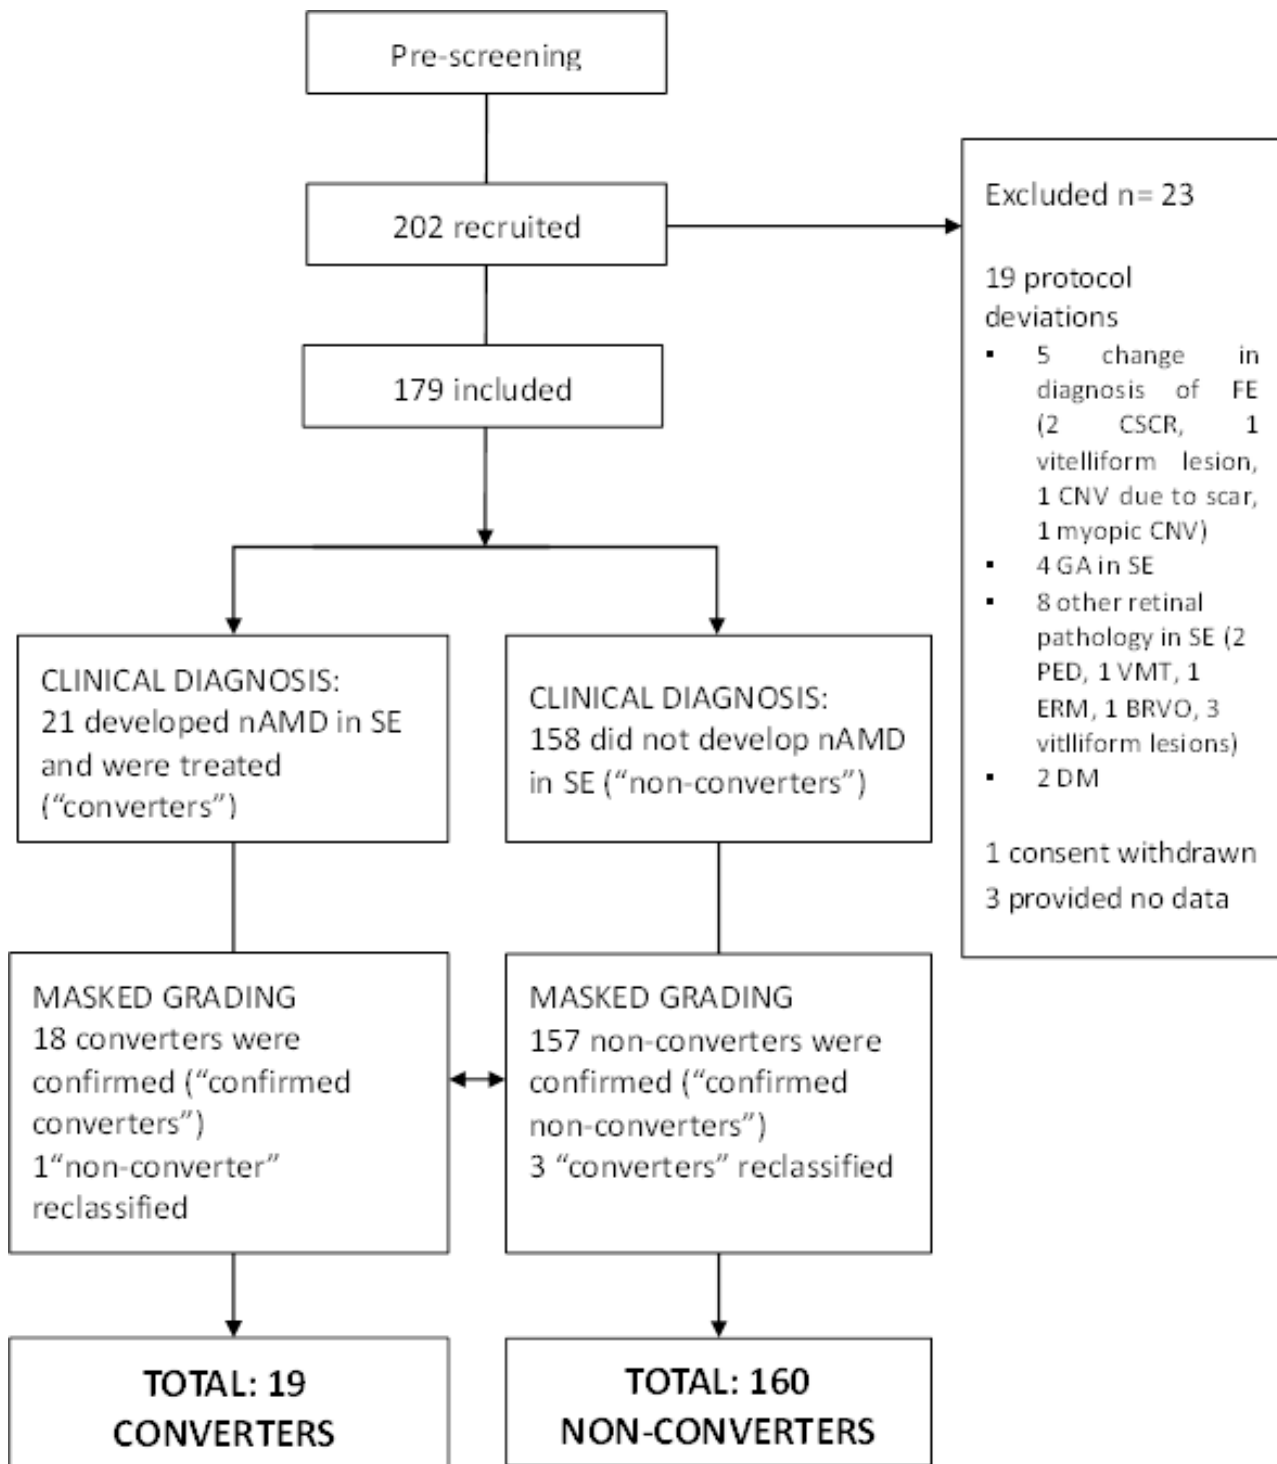 Pre-screening
202 recruited
179 included
Excluded n= 23
19 protocol
deviations
▪ 5 change in
diagnosis of FE
(2 CSCR, 1
vitelliform lesion,
1 CNV due to scar,
1 myopic CNV)
▪ 4 GA in SE
▪ 8 other retinal
pathology in SE (2
PED, 1 VMT, 1
ERM, 1 BRVO, 3
vitlliform lesions)
▪ 2 DM
1 consent withdrawn
3 provided no data
CLINICAL DIAGNOSIS:
21 developed nAMD in SE
and were treated
(“converters”)
CLINICAL DIAGNOSIS:
158 did not develop nAMD
in SE (“non-converters”)
MASKED GRADING
18 converters were
confirmed (“confirmed
converters”)
1“non-converter”
reclassified
MASKED GRADING
157 non-converters were
confirmed (“confirmed
non-converters”)
3 “converters” reclassified
TOTAL: 19
CONVERTERS
TOTAL: 160
NON-CONVERTERS